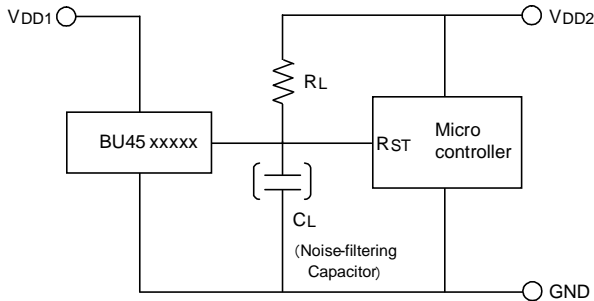 VDD1
VDD2
RL
BU45 xxxxx
RST
Micro
controller
CL
(Noise-filtering
Capacitor)
GND